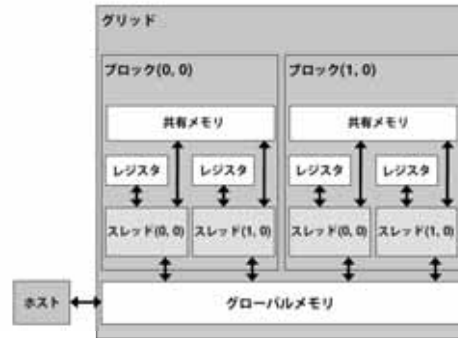 グリッド
ブロック(0, 0)
ブロック(1, 0)
共有メモリ
共有メモリ
レジスタ
レジスタ
レジスタ
レジスタ
スレッド(0, 0)
スレッド(1, 0)
スレッド(0, 0)
スレッド(1, 0)
ホスト
グローバルメモリ